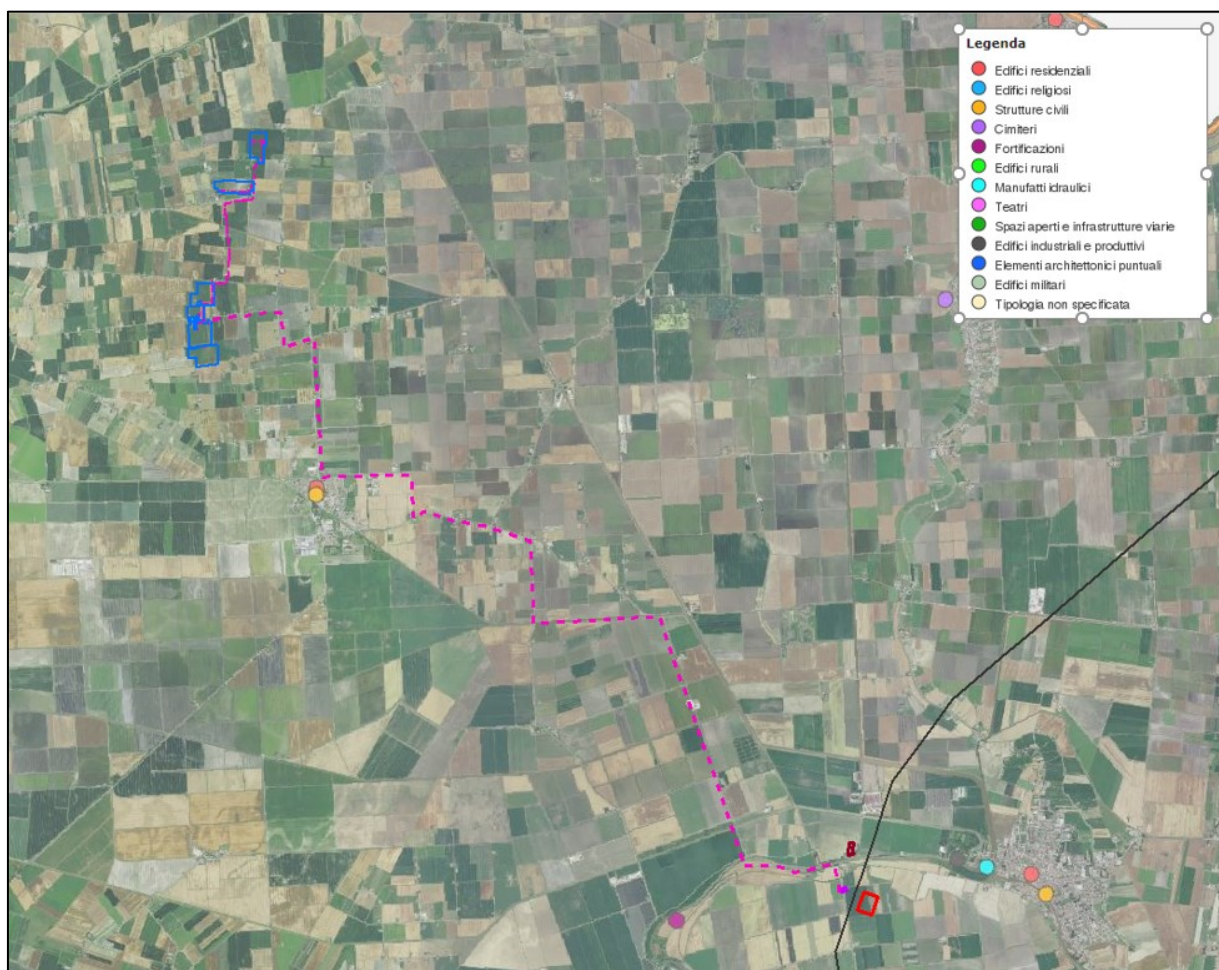 Legenda
Edifici residenziali
Edifici religiosi
Strutture civili
Cimiteri
Fortificazioni
Edifici rurali
Manufatti idraulici
Teatri
Spazi aperti e infrastrutture viarie
Edifici industriali e produttivi
Elementi architettonici puntuali
Edifici militari
Tipologia non specificata